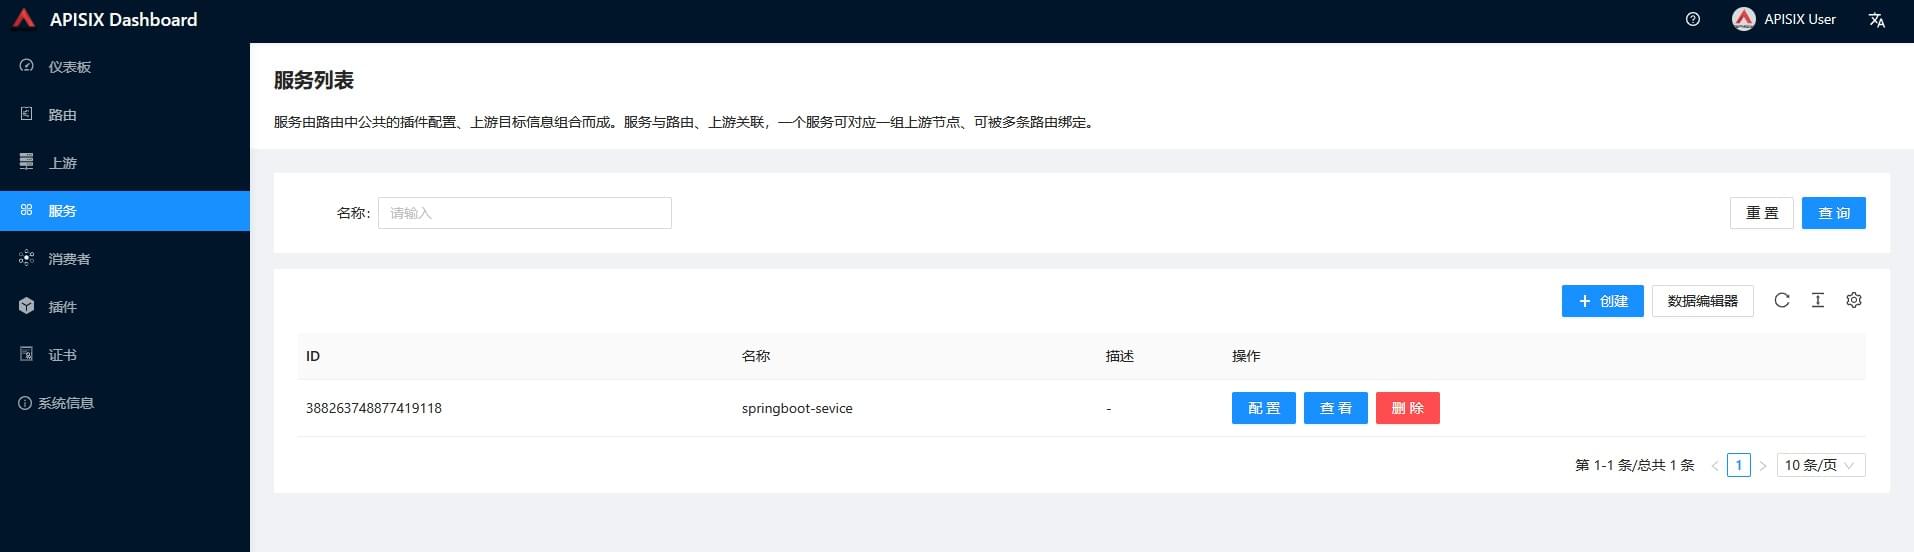 APISIX Dashboard
APISIX User
仪表板
路由
上游
服务
消费者
插件
证书
系统信息
服务列表
服务由路由中公共的插件配置、上游目标信息组合而成。服务与路由、上游关联，一个服务可对应一组上游节点、可被多条路由绑定。
名称: 请输入 重 置 查 询
+ 创建 数据编辑器
ID 名称 描述 操作
388263748877419118 springboot-sevice - 配 置 查 看 删 除
第 1-1 条/总共 1 条 < 1 > 10 条/页